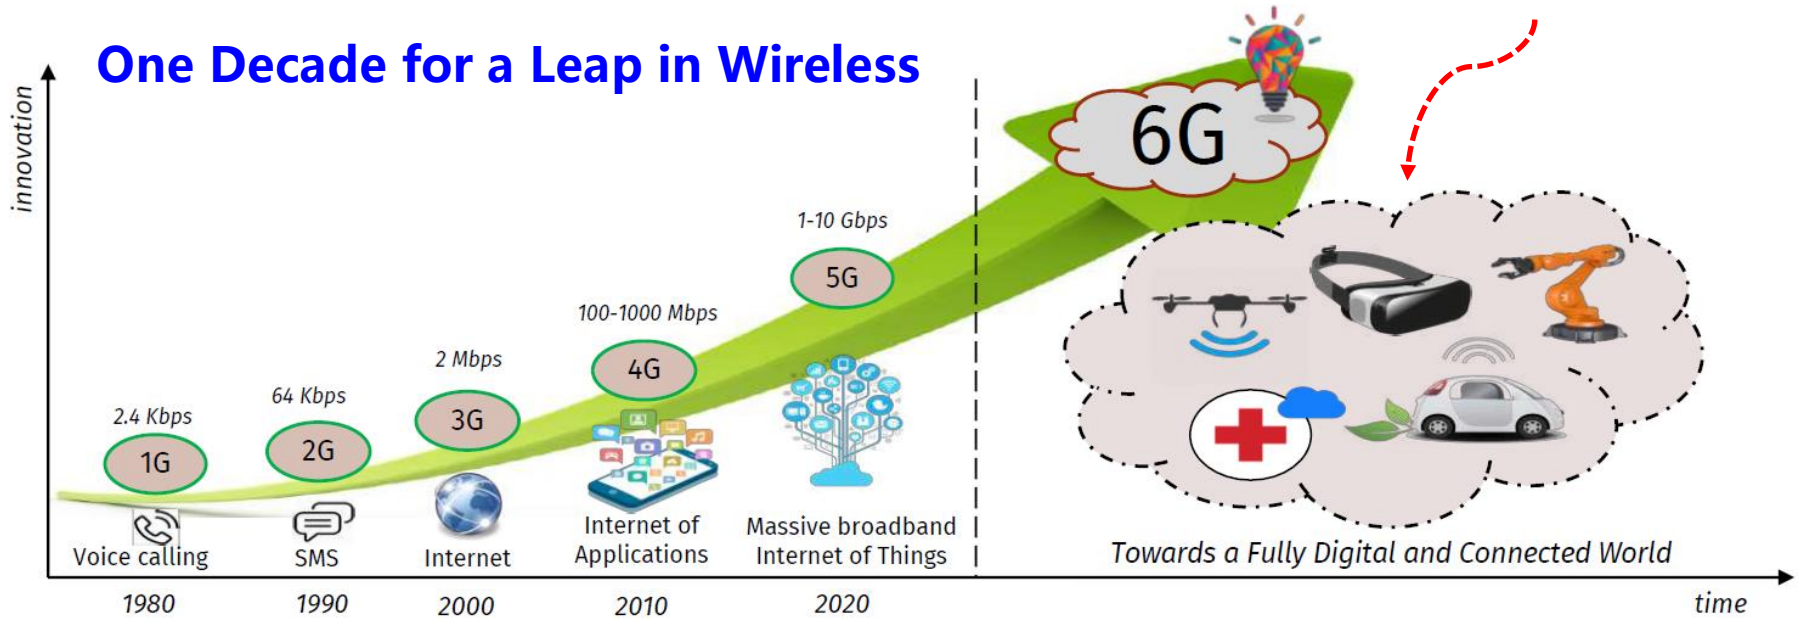 One Decade for a Leap in Wireless
innovation
6G
1-10 Gbps
5G
100-1000 Mbps
4G
2 Mbps
3G
64 Kbps
2G
2.4 Kbps
1G
Voice calling
SMS
Internet
Internet of
Applications
Massive broadband
Internet of Things
Towards a Fully Digital and Connected World
1980
1990
2000
2010
2020
time